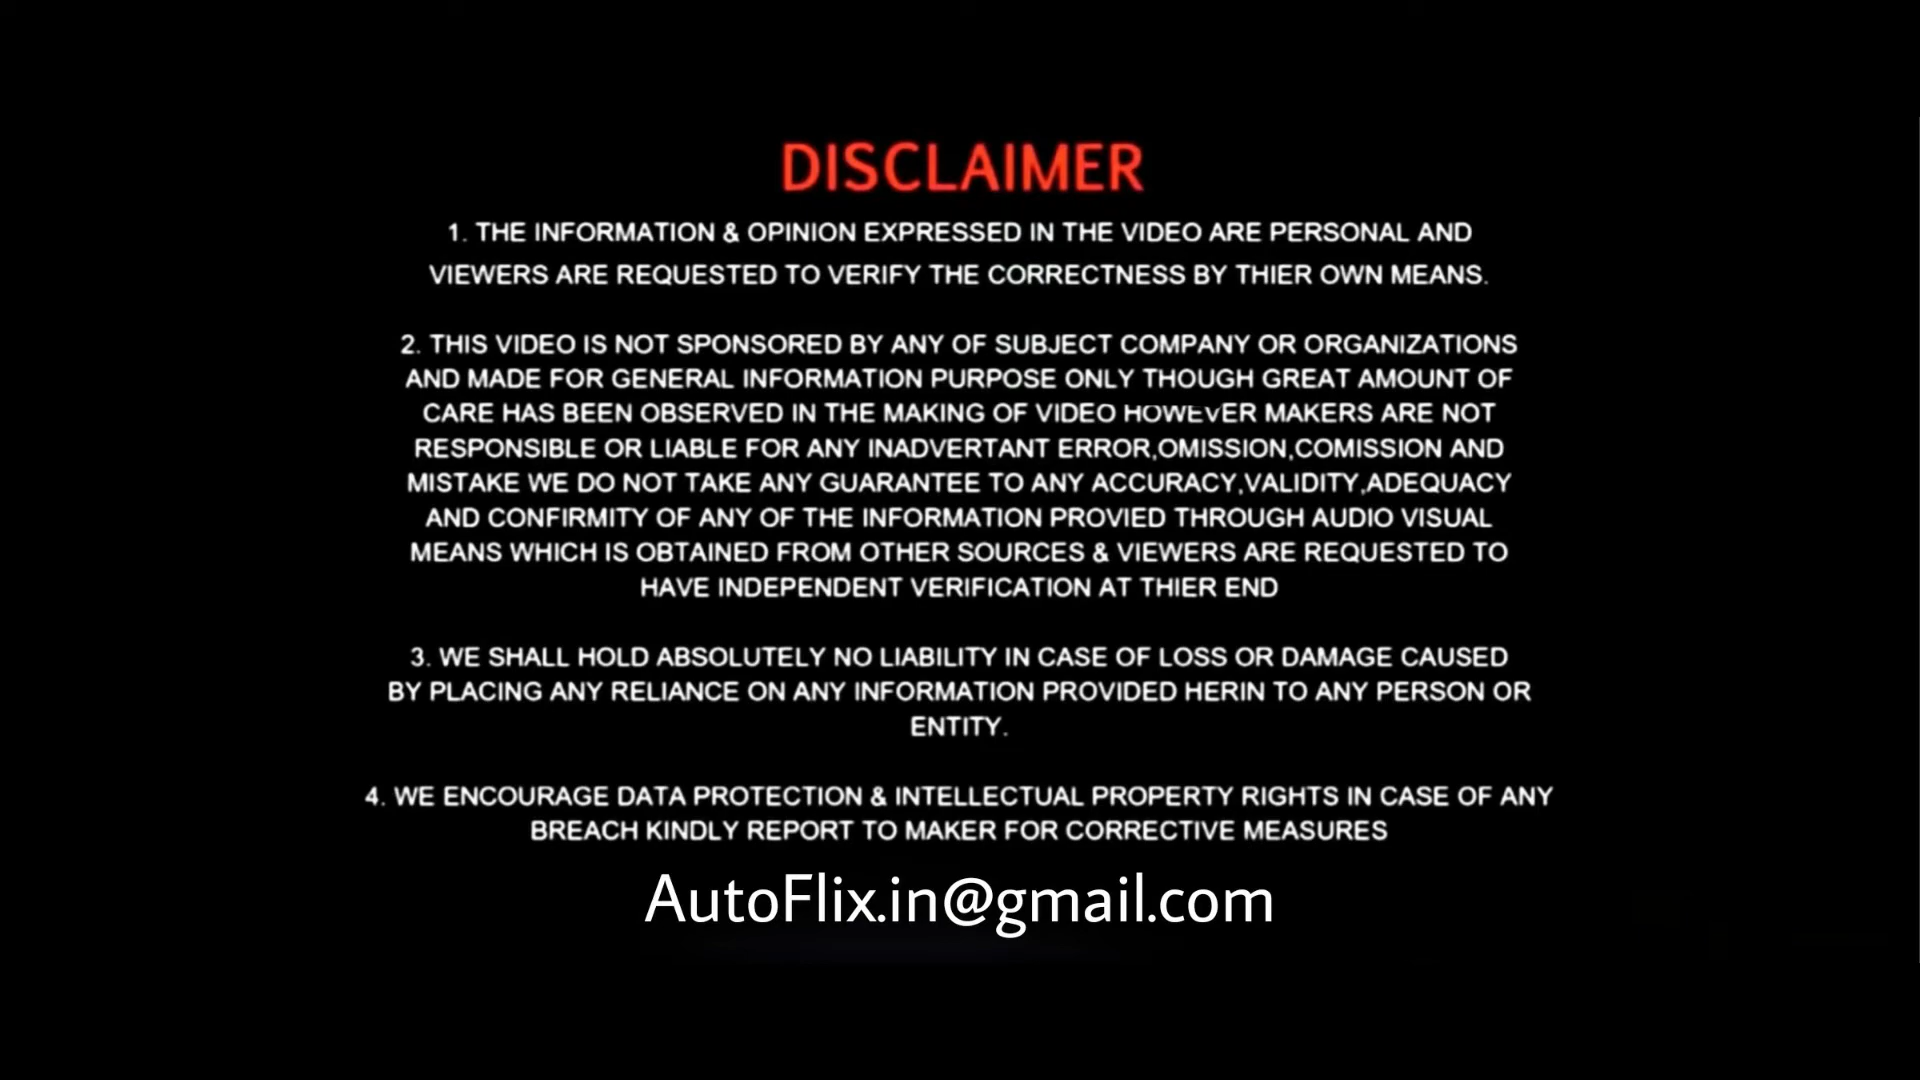 DISCLAIMER
1. THE INFORMATION & OPINION EXPRESSED IN THE VIDEO ARE PERSONAL AND
VIEWERS ARE REQUESTED TO VERIFY THE CORRECTNESS BY THIER OWN MEANS.
2. THIS VIDEO IS NOT SPONSORED BY ANY OF SUBJECT COMPANY OR ORGANIZATIONS
AND MADE FOR GENERAL INFORMATION PURPOSE ONLY THOUGH GREAT AMOUNT OF
CARE HAS BEEN OBSERVED IN THE MAKING OF VIDEO HOWEVER MAKERS ARE NOT
RESPONSIBLE OR LIABLE FOR ANY INADVERTANT ERROR,OMISSION,COMISSION AND
MISTAKE WE DO NOT TAKE ANY GUARANTEE TO ANY ACCURACY,VALIDITY,ADEQUACY
AND CONFIRMITY OF ANY OF THE INFORMATION PROVIED THROUGH AUDIO VISUAL
MEANS WHICH IS OBTAINED FROM OTHER SOURCES & VIEWERS ARE REQUESTED TO
HAVE INDEPENDENT VERIFICATION AT THIER END
3. WE SHALL HOLD ABSOLUTELY NO LIABILITY IN CASE OF LOSS OR DAMAGE CAUSED
BY PLACING ANY RELIANCE ON ANY INFORMATION PROVIDED HERIN TO ANY PERSON OR
ENTITY.
4. WE ENCOURAGE DATA PROTECTION & INTELLECTUAL PROPERTY RIGHTS IN CASE OF ANY
BREACH KINDLY REPORT TO MAKER FOR CORRECTIVE MEASURES
AutoFlix.in@gmail.com